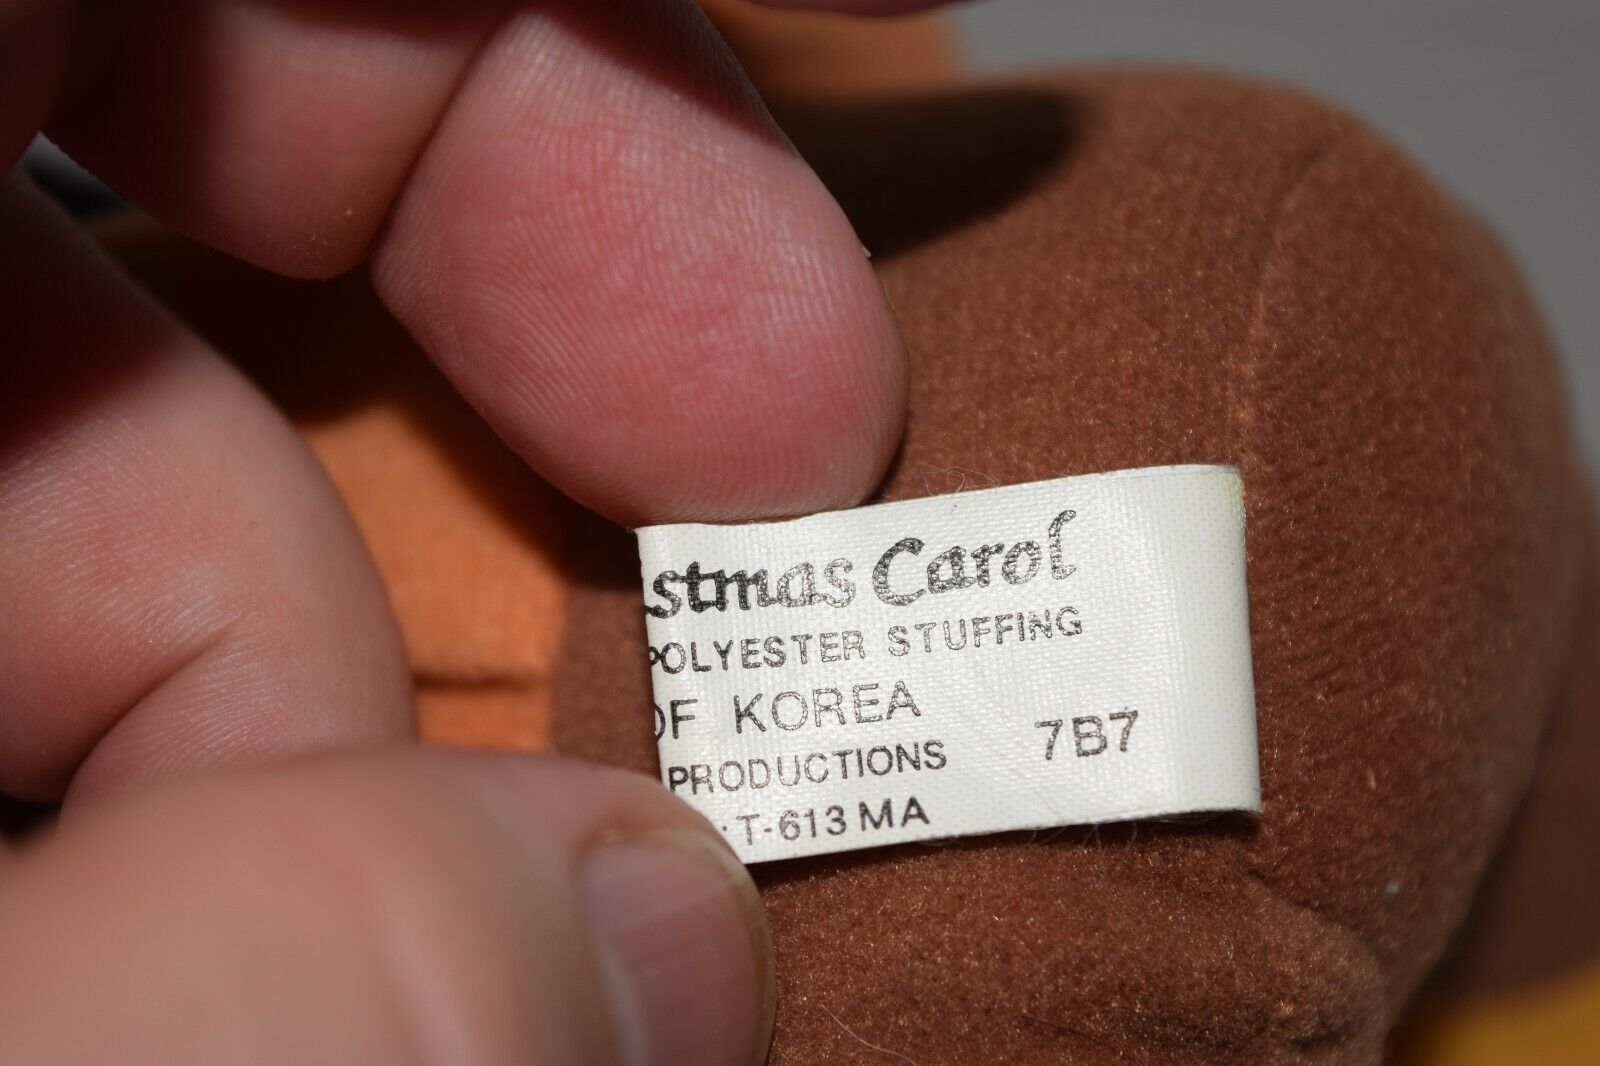 stmas Carol
POLYESTER STUFFING
OF KOREA
PRODUCTIONS 7B7
T-613 MA